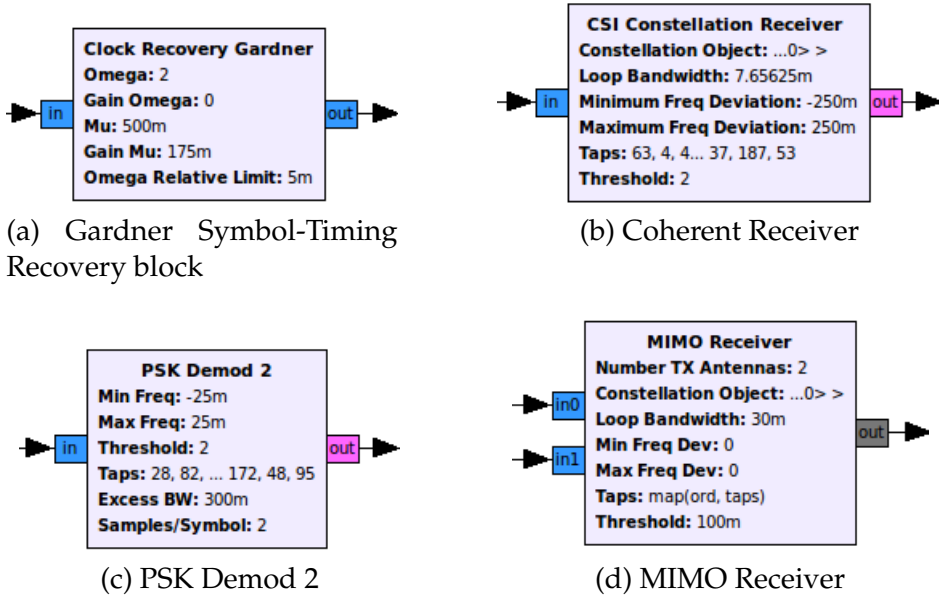 Clock Recovery Gardner
Omega: 2
Gain Omega: 0
Mu: 500m
Gain Mu: 175m
Omega Relative Limit: 5m
in
out
(a) Gardner Symbol-Timing
Recovery block
CSI Constellation Receiver
Constellation Object: ...0> >
Loop Bandwidth: 7.65625m
Minimum Freq Deviation: -250m
Maximum Freq Deviation: 250m
Taps: 63, 4, 4... 37, 187, 53
Threshold: 2
in
out
(b) Coherent Receiver
PSK Demod 2
Min Freq: -25m
Max Freq: 25m
Threshold: 2
Taps: 28, 82, ... 172, 48, 95
Excess BW: 300m
Samples/Symbol: 2
in
out
(c) PSK Demod 2
MIMO Receiver
Number TX Antennas: 2
Constellation Object: ...0> >
Loop Bandwidth: 30m
Min Freq Dev: 0
Max Freq Dev: 0
Taps: map(ord, taps)
Threshold: 100m
in0
in1
out
(d) MIMO Receiver